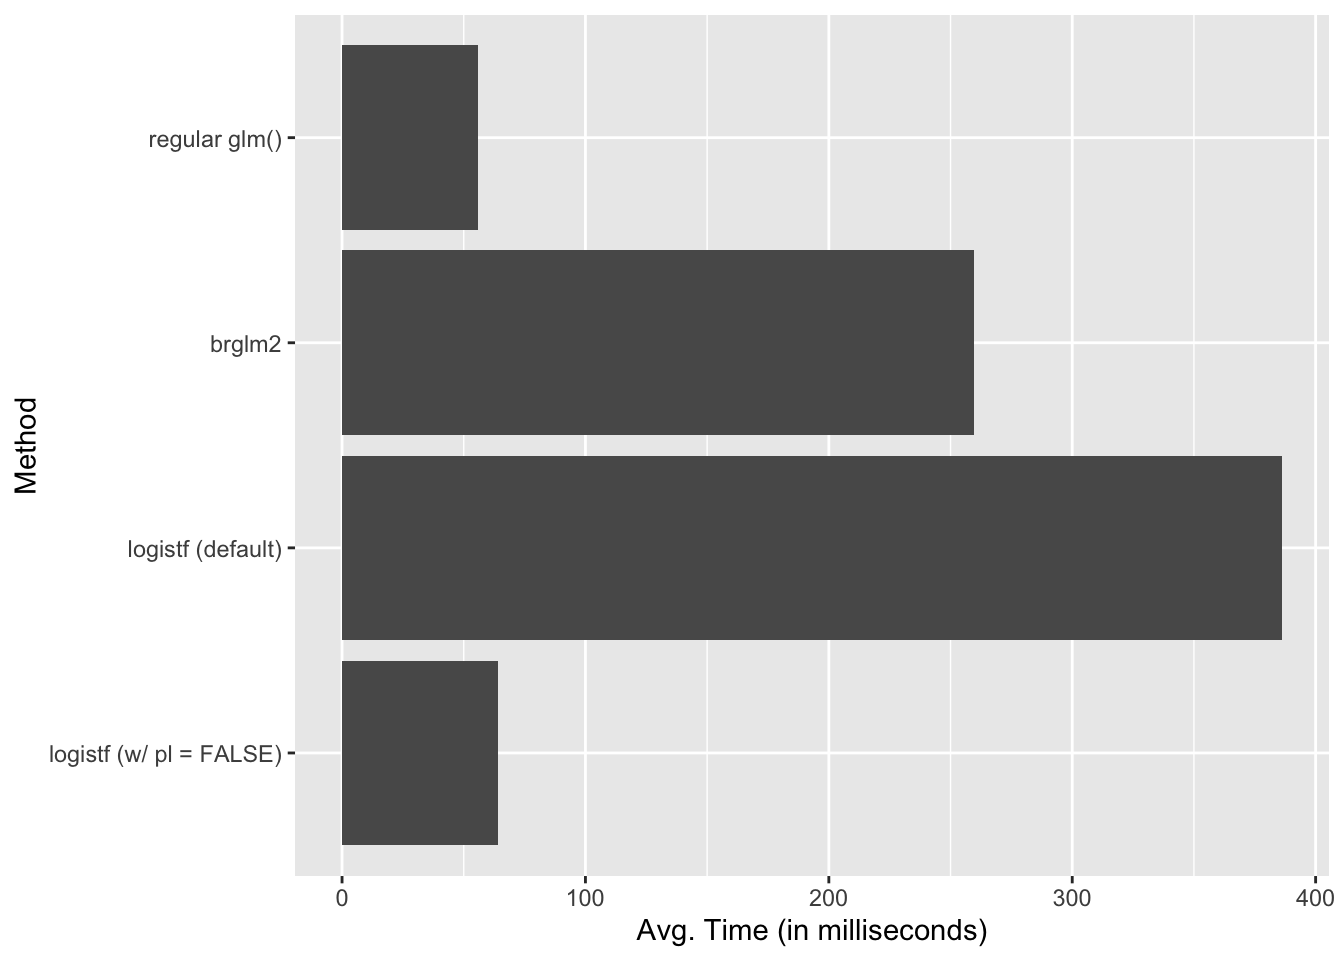 regular glm()
brglm2
logistf (default)
logistf (w/ pl = FALSE)
Method
0 100 200 300 400
Avg. Time (in milliseconds)